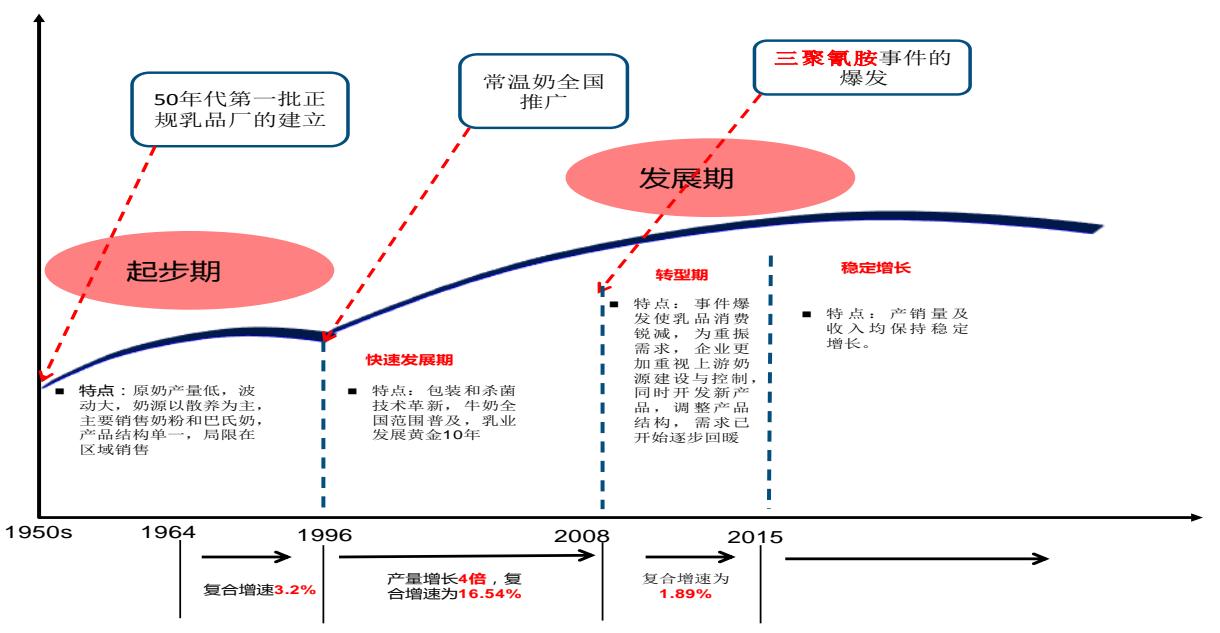 50年代第一批正
规乳品厂的建立
常温奶全国
推广
三聚氰胺事件的
爆发
起步期
发展期
特点：原奶产量低，波
动大，奶源以散养为主，
主要销售奶粉和巴氏奶，
产品结构单一，局限在
区域销售
快速发展期
特点：包装和杀菌
技术革新，牛奶全
国范围普及，乳业
发展黄金10年
转型期
特点：事件爆
发使乳品消费
锐减，为重振
需求，企业更
加重视上游奶
源建设与控制，
同时开发新产
品，调整产品
结构，需求已
开始逐步回暖
稳定增长
特点：产销量及
收入均保持稳定
增长。
1950s
1964
1996
2008
2015
复合增速3.2%
产量增长4倍，复
合增速为16.54%
复合增速为
1.89%